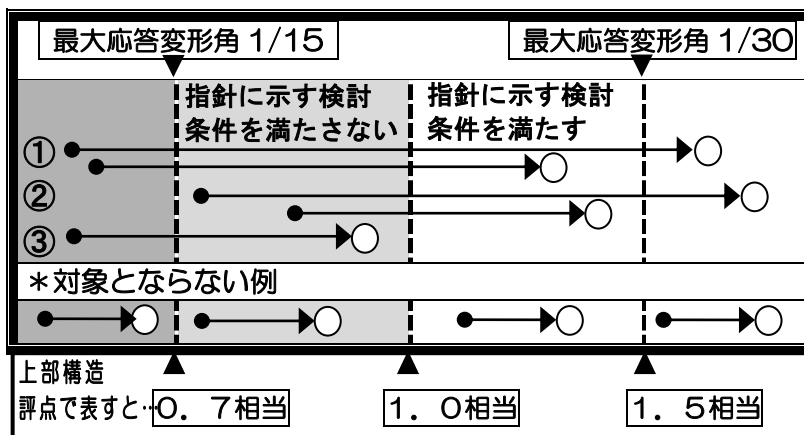 最大応答変形角 1/15
最大応答変形角 1/30
指針に示す検討
条件を満たさない
指針に示す検討
条件を満たす
①
②
③
＊対象とならない例
上部構造
評点で表すと…
0．7相当
1．0相当
1．5相当